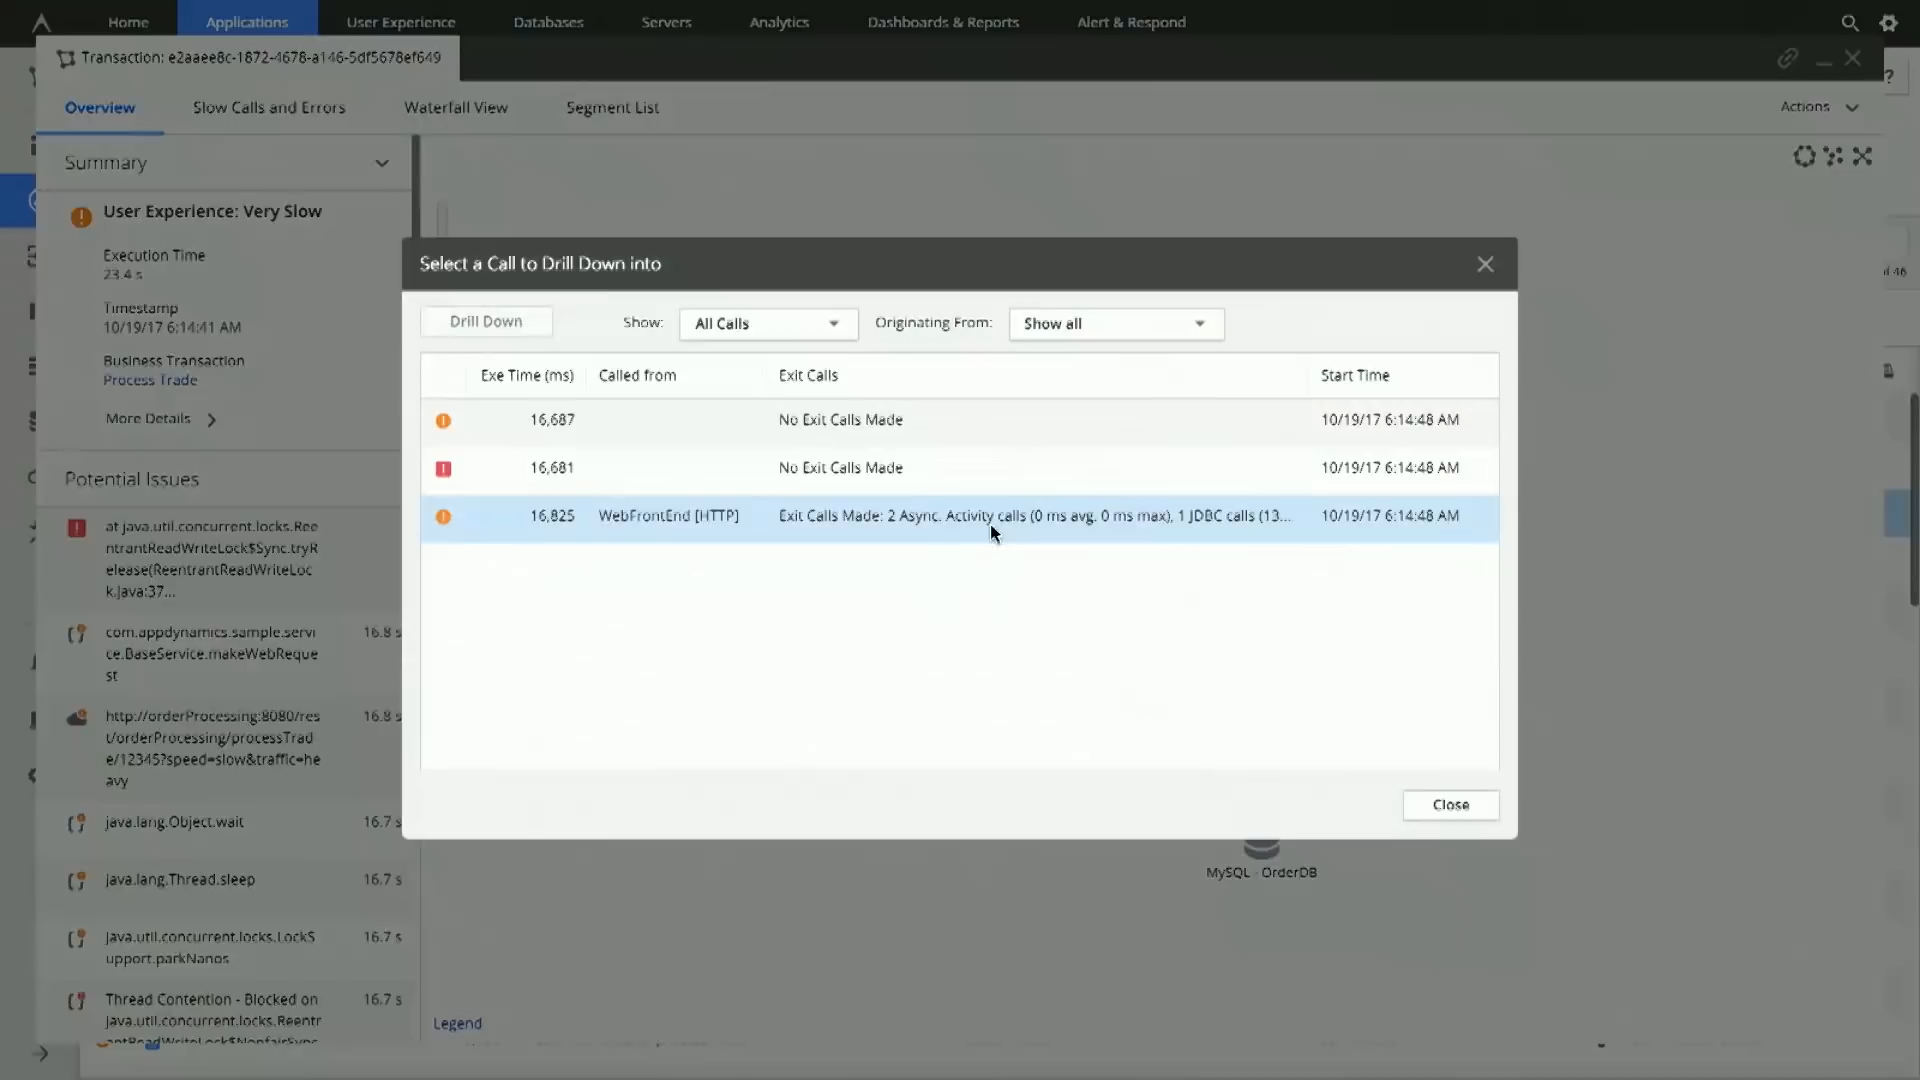 Home Applications User Experience Databases Servers Analytics Dashboards & Reports Alert & Respond
Transaction: e2aaee8c-1872-4678-a146-5df5678ef649
?
Overview Slow Calls and Errors Waterfall View Segment List Actions
Summary
User Experience: Very Slow
Execution Time
23.4 s
Timestamp
10/19/17 6:14:41 AM
Business Transaction
Process Trade
More Details
Potential Issues
at java.util.concurrent.locks.Ree
ntrantReadWriteLock$Sync.tryR
elease(ReentrantReadWriteLoc
k.java:37...
com.appdynamics.sample.servi
ce.BaseService.makeWebReque
st
16.8 s
http://orderProcessing:8080/res
t/orderProcessing/processTrad
e/12345?speed=slow&traffic=he
avy
16.8 s
java.lang.Object.wait 16.7 s
java.lang.Thread.sleep 16.7 s
java.util.concurrent.locks.LockS
upport.parkNanos
16.7 s
Thread Contention - Blocked on
java.util.concurrent.locks.Reentr
antReadWriteLock$NonfairSync
16.7 s
Select a Call to Drill Down into
Drill Down Show: All Calls Originating From: Show all
Exe Time (ms) Called from Exit Calls Start Time
16,687 No Exit Calls Made 10/19/17 6:14:48 AM
16,681 No Exit Calls Made 10/19/17 6:14:48 AM
16,825 WebFrontEnd [HTTP] Exit Calls Made: 2 Async. Activity calls (0 ms avg. 0 ms max), 1 JDBC calls (13... 10/19/17 6:14:48 AM
Close
MySQL - OrderDB
Legend
46